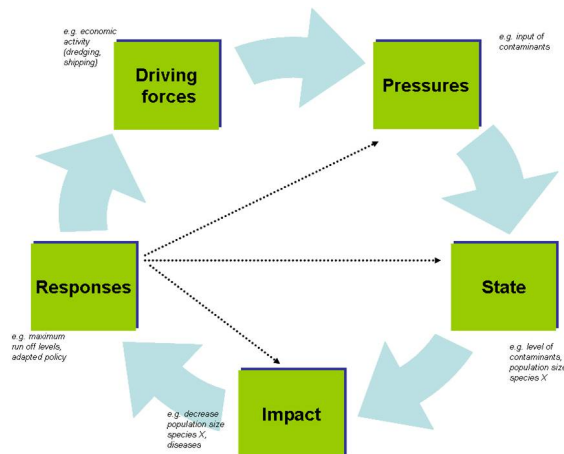 e.g. economic
activity
(dredging,
shipping)
Driving
forces
Pressures
e.g. input of
contaminants
Responses
e.g. maximum
run off levels,
adapted policy
State
e.g. level of
contaminants,
population size
species X
Impact
e.g. decrease
population size
species X,
diseases